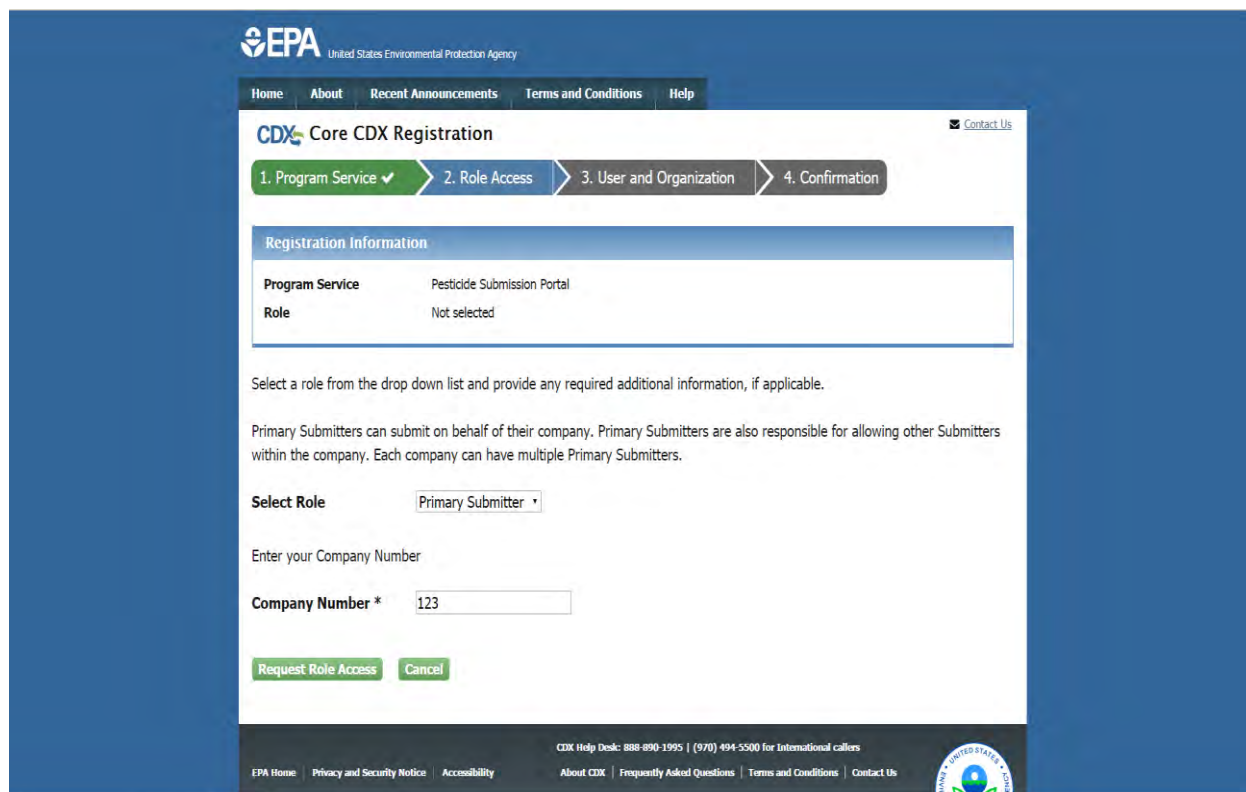 EPA United States Environmental Protection Agency
Home About Recent Announcements Terms and Conditions Help
CDX Core CDX Registration
Contact Us
1. Program Service 2. Role Access 3. User and Organization 4. Confirmation
Registration Information
Program Service Pesticide Submission Portal
Role Not selected
Select a role from the drop down list and provide any required additional information, if applicable.
Primary Submitters can submit on behalf of their company. Primary Submitters are also responsible for allowing other Submitters
within the company. Each company can have multiple Primary Submitters.
Select Role Primary Submitter
Enter your Company Number
Company Number * 123
Request Role Access Cancel
CDX Help Desk: 888-890-1995 | (970) 494-5500 for International callers
EPA Home | Privacy and Security Notice | Accessibility About CDX | Frequently Asked Questions | Terms and Conditions | Contact Us
UNITED STATES